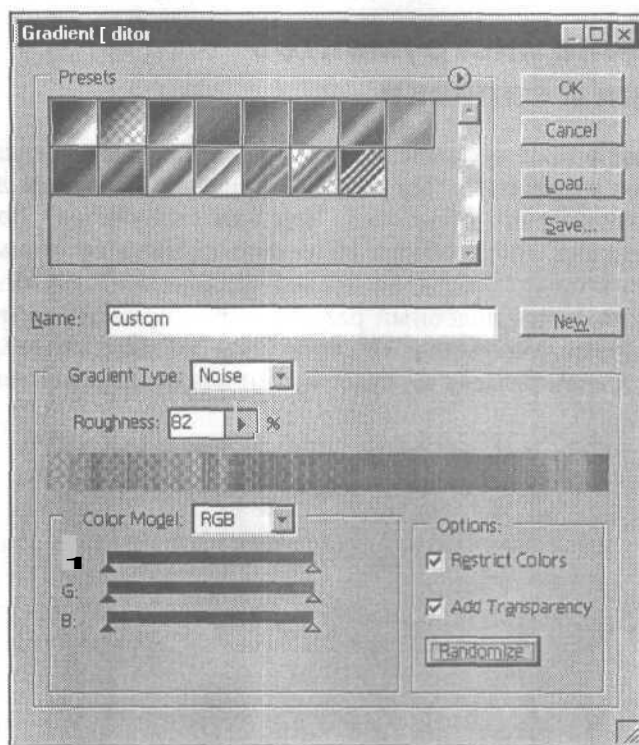 Gradient [ ditor
Presets
OK
Cancel
Load...
Save...
Name: Custom
New
Gradient Type: Noise
Roughness: 82 %
Color Model: RGB
G:
B:
Options:
Restrict Colors
Add Transparency
Randomize